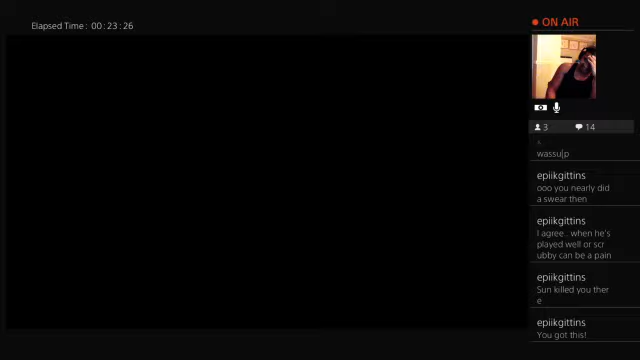 Elapsed Time : 00 : 23 : 26
ON AIR
3
14
wassu|p
epiikgittins
ooo you nearly did
a swear then
epiikgittins
I agree.. when he's
played well or scr
ubby can be a pain
epiikgittins
Sun killed you ther
e
epiikgittins
You got this!